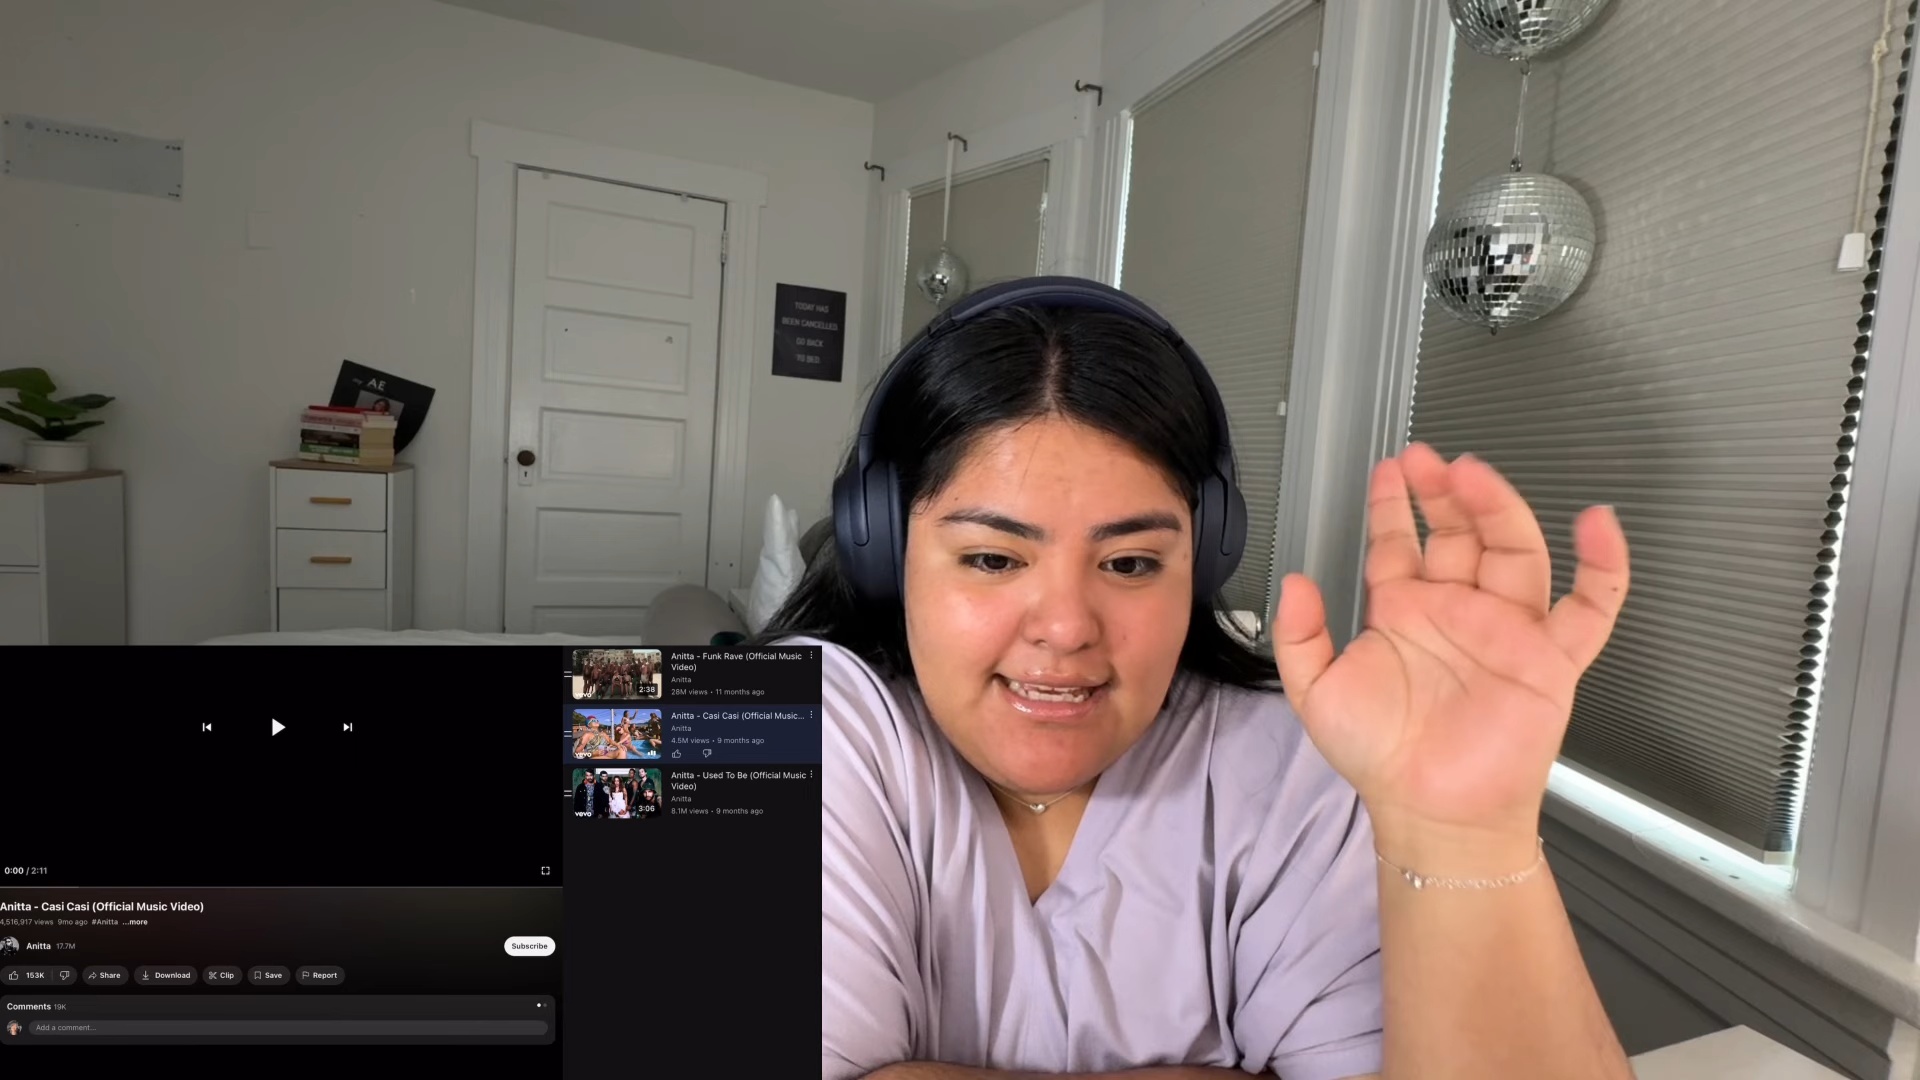 my AE
TODAY HAS
BEEN CANCELLED
GO BACK
TO BED
0:00 / 2:11
Anitta - Casi Casi (Official Music Video)
4,516,917 views 9mo ago #Anitta ...more
Anitta 17.7M
Subscribe
153K
Share
Download
Clip
Save
Report
Comments 19K
Add a comment...
Anitta - Funk Rave (Official Music
Video)
Anitta
28M views • 11 months ago
vevo
2:38
Anitta - Casi Casi (Official Music...
Anitta
4.5M views • 9 months ago
vevo
Anitta - Used To Be (Official Music
Video)
Anitta
8.1M views • 9 months ago
vevo
3:06